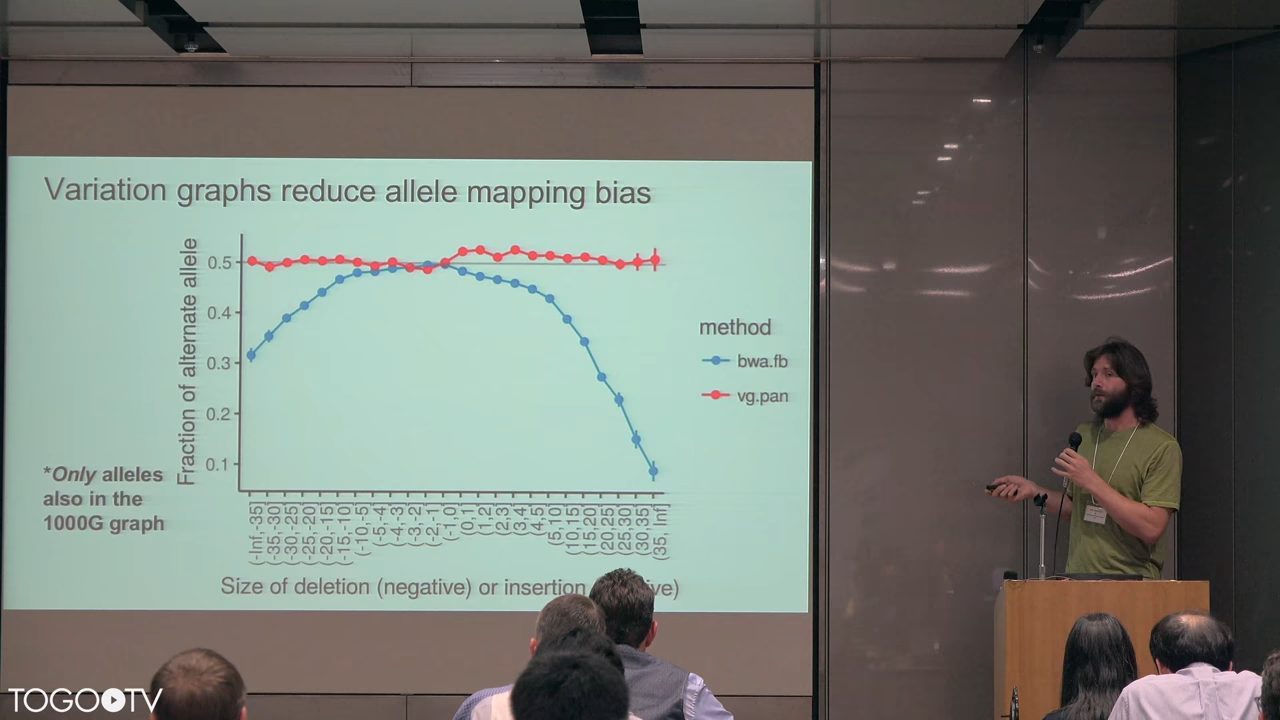 Variation graphs reduce allele mapping bias
Fraction of alternate allele
0.5
0.4
0.3
0.2
0.1
*Only alleles
also in the
1000G graph
(-Inf,-35]
(-35,-30]
(-30,-25]
(-25,-20]
(-20,-15]
(-15,-10]
(-10,-5]
(-5,-4]
(-4,-3]
(-3,-2]
(-2,-1]
(-1,0]
(0,1]
(1,2]
(2,3]
(3,4]
(4,5]
(5,10]
(10,15]
(15,20]
(20,25]
(25,30]
(30,35]
(35, Inf]
Size of deletion (negative) or insertion
method
bwa.fb
vg.pan
TOGOTV